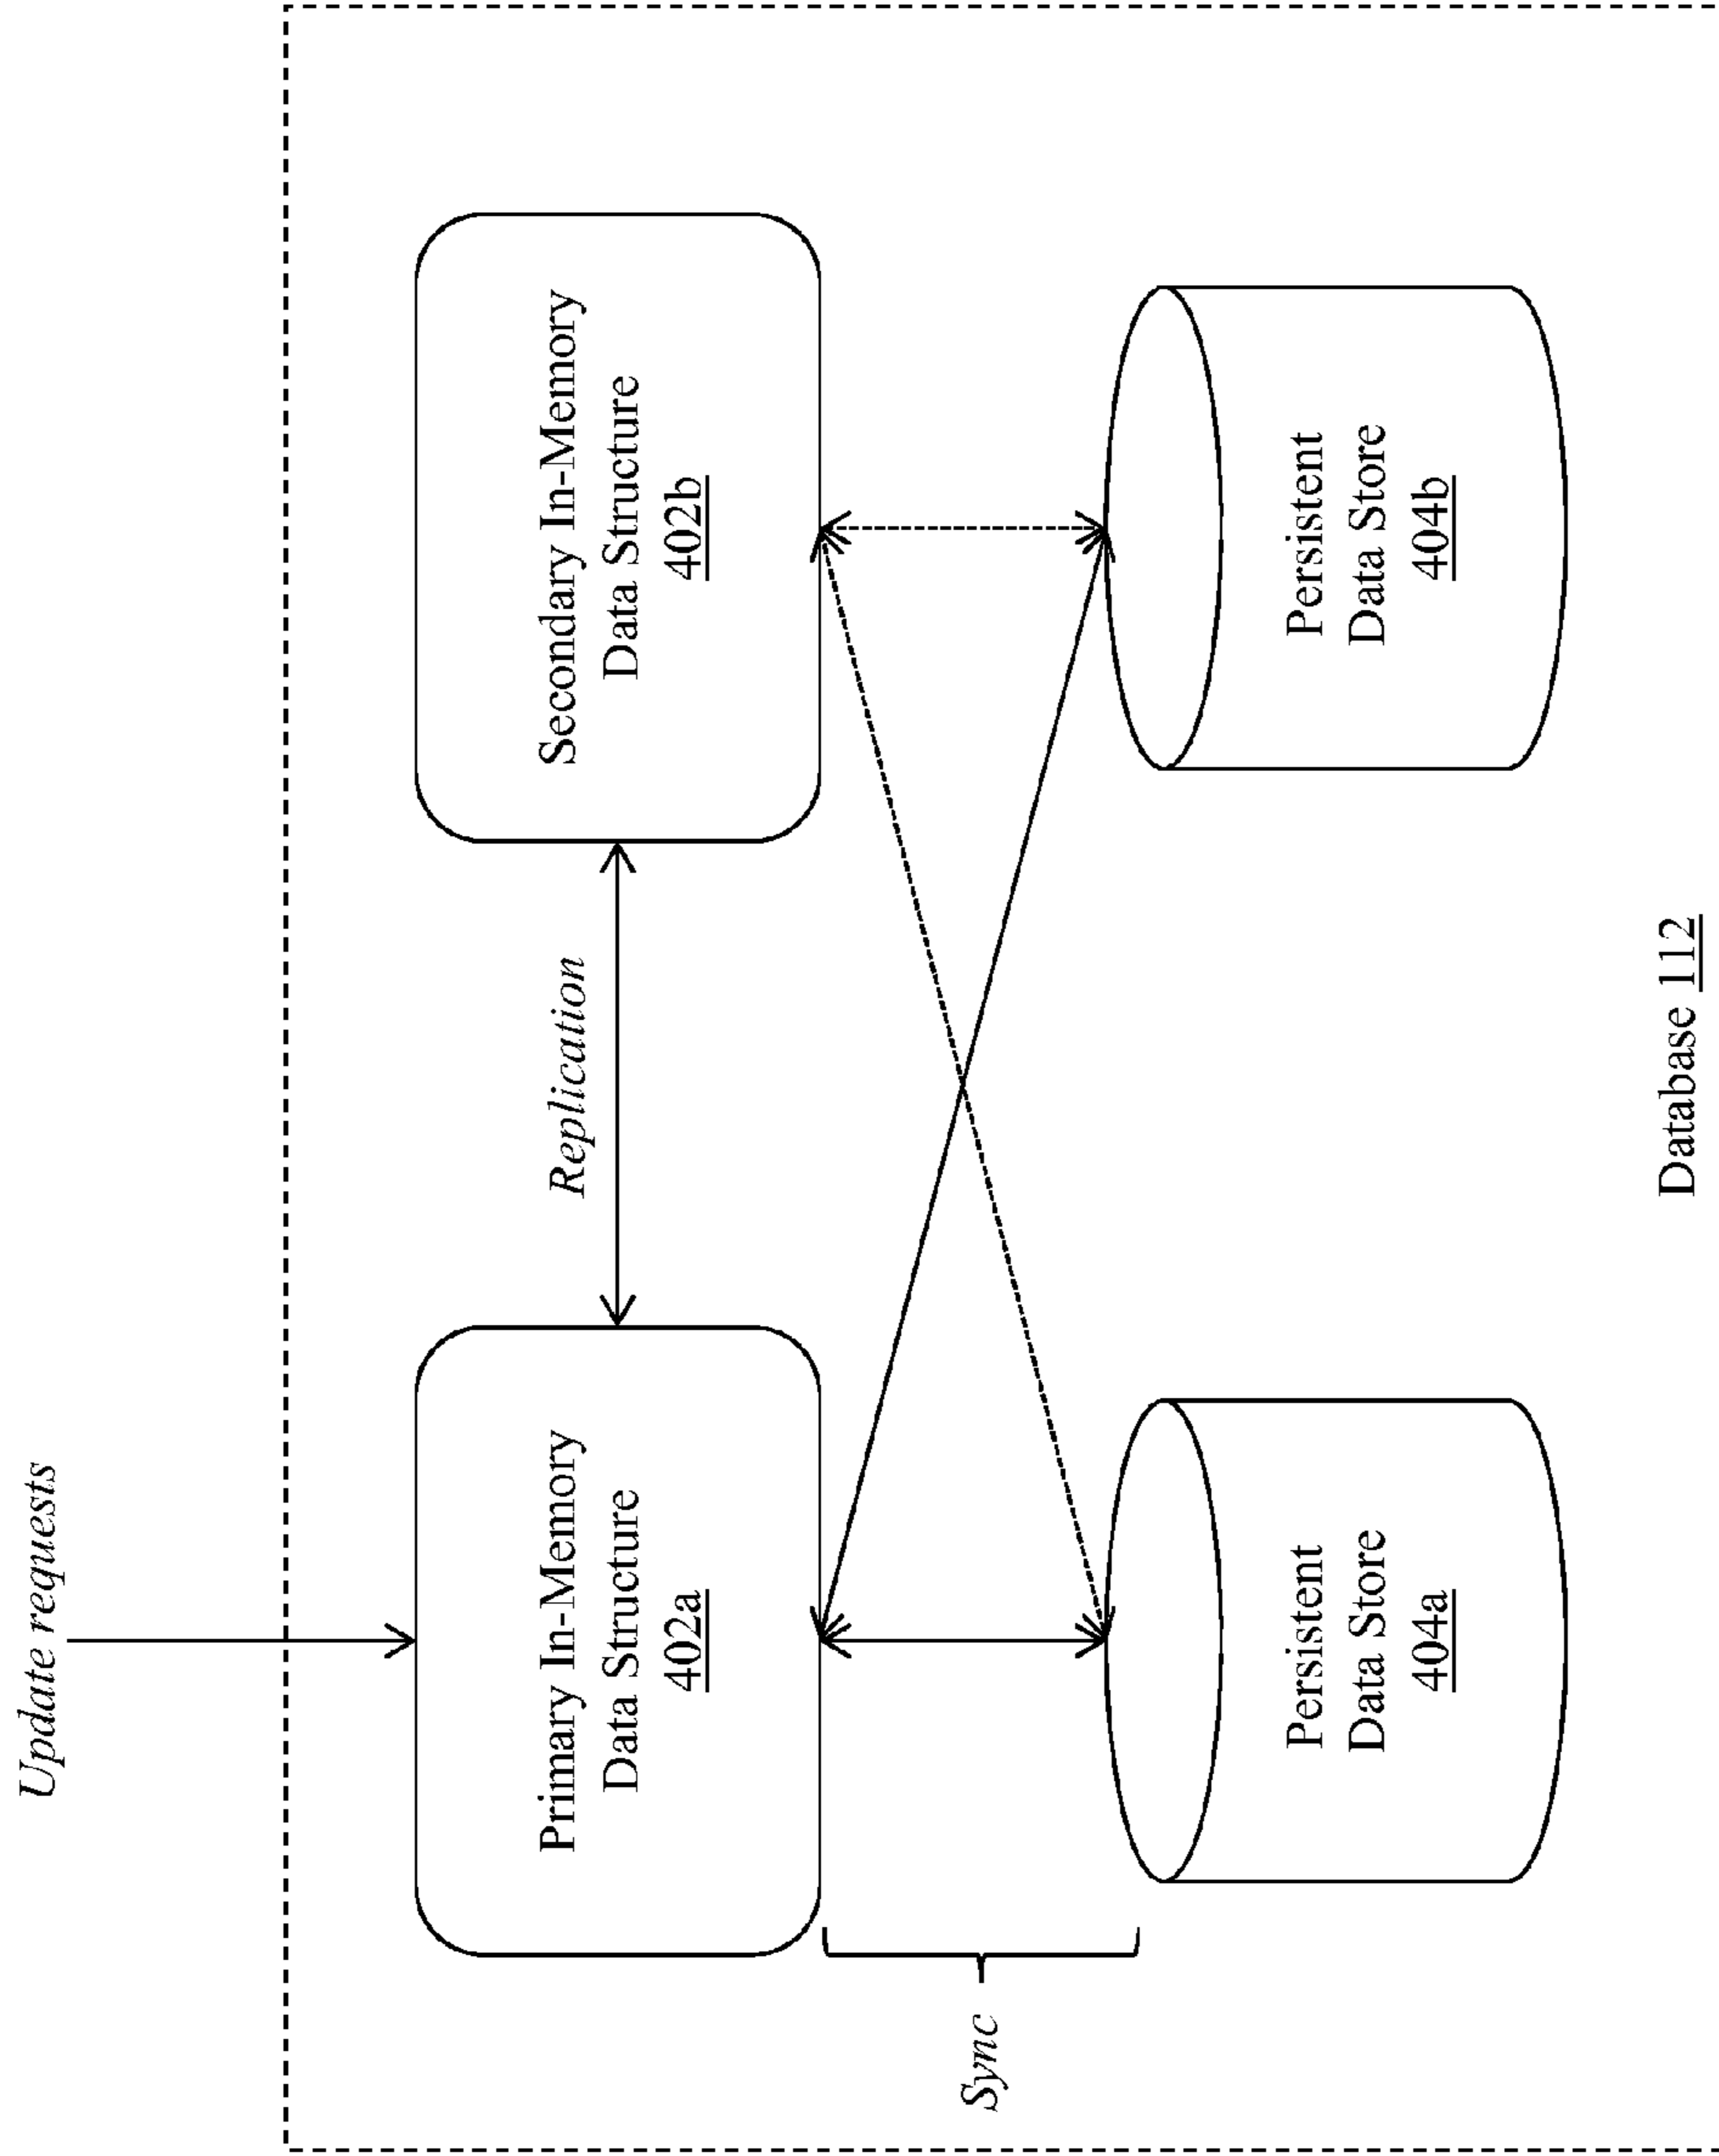 Update requests
Primary In-Memory
Data Structure
402a
Replication
Secondary In-Memory
Data Structure
402b
Sync
Persistent
Data Store
404a
Persistent
Data Store
404b
Database 112